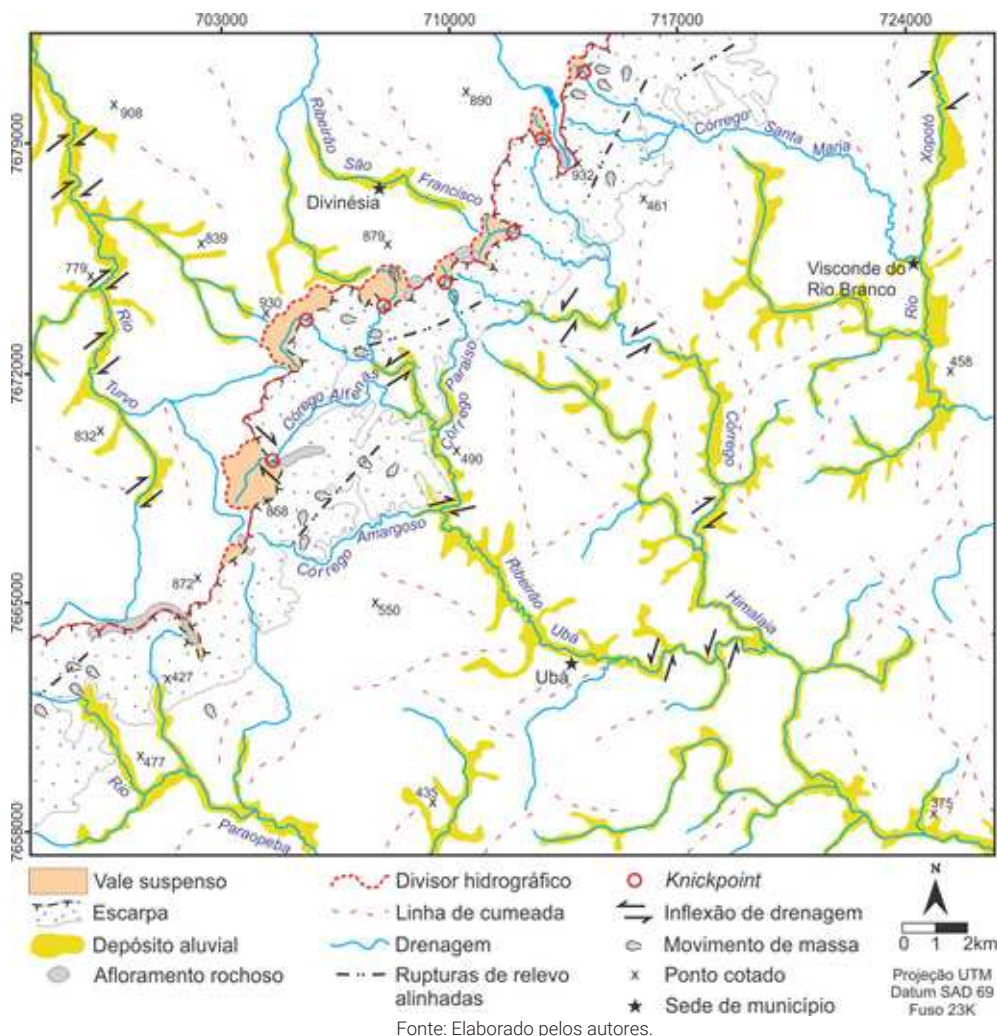 703000 710000 717000 724000
7679000
7672000
7665000
7658000
908
890
Ribeirão
São
Francisco
Divinésia
Córrego
Santa
Maria
Xopotó
932
461
839
879
779
930
Visconde do
Rio Branco
Rio
Rio
Turvo
832
Córego Alfenas
Córrego Paraíso
Córrego
458
490
868
Córrego Amargoso
872
550
Ribeirão
Ubá
Ubá
Himalaia
427
477
Rio
Paraopeba
435
375
Vale suspenso
Escarpa
Depósito aluvial
Afloramento rochoso
Divisor hidrográfico
Linha de cumeada
Drenagem
Rupturas de relevo
alinhadas
Knickpoint
Inflexão de drenagem
Movimento de massa
x Ponto cotado
Sede de município
N
0 1 2km
Projeção UTM
Datum SAD 69
Fuso 23K
Fonte: Elaborado pelos autores.